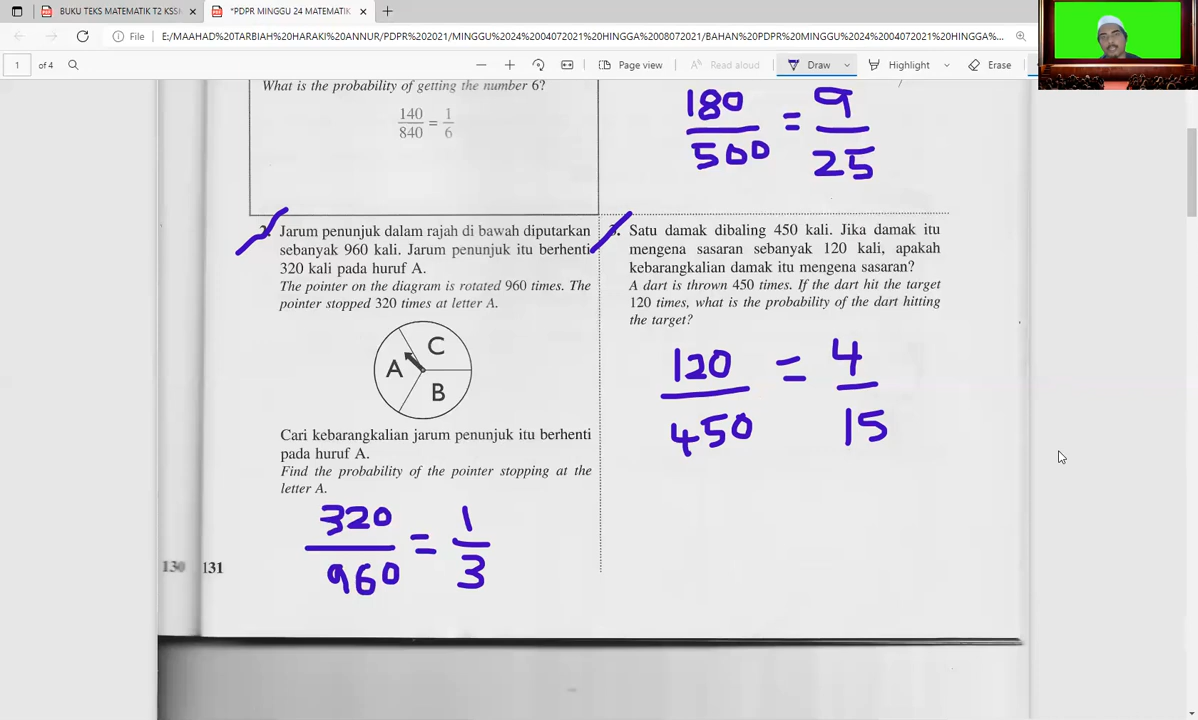 BUKU TEKS MATEMATIK T2 KSSM
*PDPR MINGGU 24 MATEMATIK
File
E:/MAAHAD%20TARBIAH%20HARAKI%20ANNUR/PDPR%202021/MINGGU%2024%2004072021%20HINGGA%2008072021/BAHAN%20PDPR%20MINGGU%2024%2004072021%20HINGGA%...
1
of 4
Page view
Read aloud
Draw
Highlight
Erase
What is the probability of getting the number 6?
140/840 = 1/6
180/500 = 9/25
2. Jarum penunjuk dalam rajah di bawah diputarkan
sebanyak 960 kali. Jarum penunjuk itu berhenti
320 kali pada huruf A.
The pointer on the diagram is rotated 960 times. The
pointer stopped 320 times at letter A.
C
A
B
Cari kebarangkalian jarum penunjuk itu berhenti
pada huruf A.
Find the probability of the pointer stopping at the
letter A.
320/960 = 1/3
Satu damak dibaling 450 kali. Jika damak itu
mengena sasaran sebanyak 120 kali, apakah
kebarangkalian damak itu mengena sasaran?
A dart is thrown 450 times. If the dart hit the target
120 times, what is the probability of the dart hitting
the target?
120/450 = 4/15
130
131